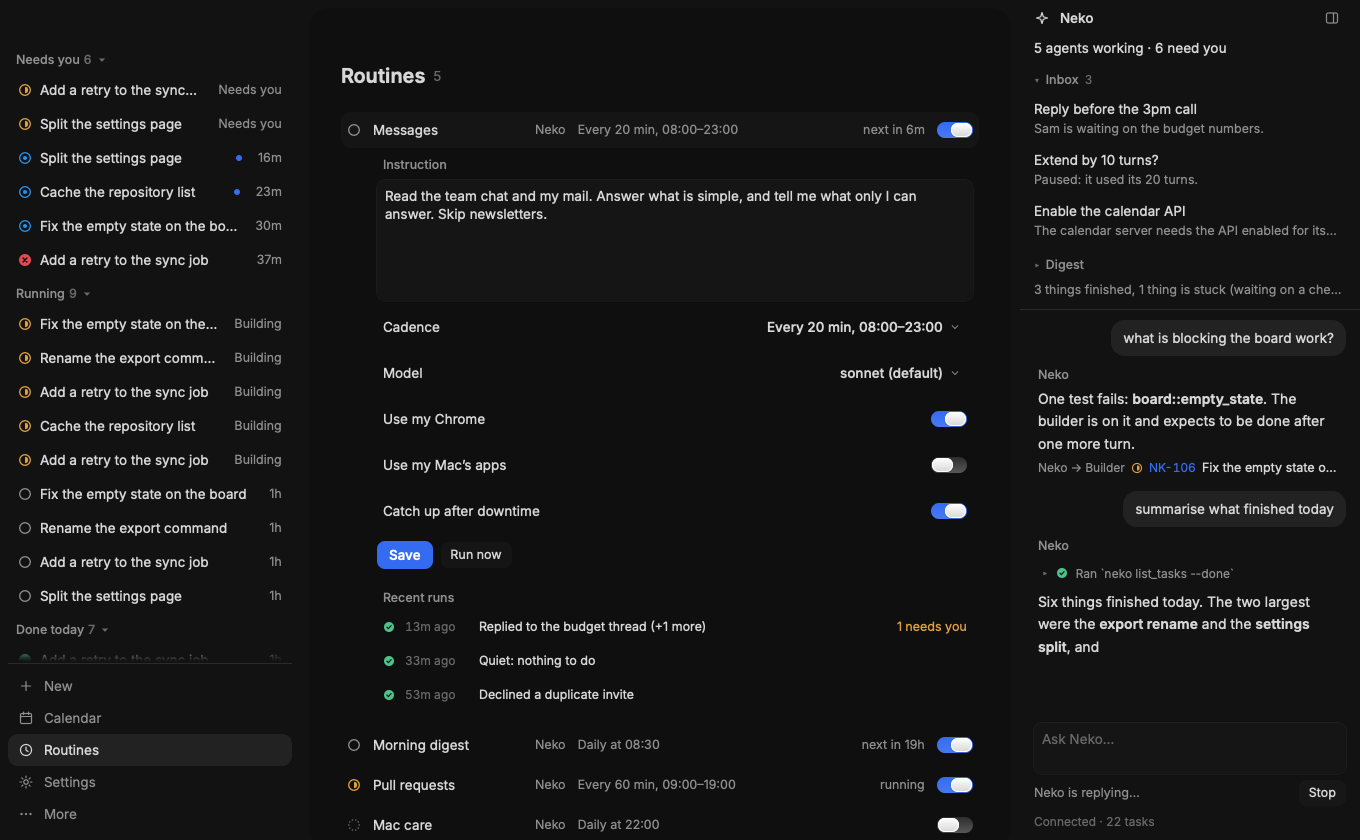 Needs you 6
Add a retry to the sync... Needs you
Split the settings page Needs you
Split the settings page 16m
Cache the repository list 23m
Fix the empty state on the bo... 30m
Add a retry to the sync job 37m
Running 9
Fix the empty state on the... Building
Rename the export comm... Building
Add a retry to the sync job Building
Cache the repository list Building
Add a retry to the sync job Building
Fix the empty state on the board 1h
Rename the export command 1h
Add a retry to the sync job 1h
Split the settings page 1h
Done today 7
Add a retry to the sync job 1h
New
Calendar
Routines
Settings
More
Routines 5
Messages Neko Every 20 min, 08:00–23:00 next in 6m
Instruction
Read the team chat and my mail. Answer what is simple, and tell me what only I can
answer. Skip newsletters.
Cadence Every 20 min, 08:00–23:00
Model sonnet (default)
Use my Chrome
Use my Mac’s apps
Catch up after downtime
Save Run now
Recent runs
13m ago Replied to the budget thread (+1 more) 1 needs you
33m ago Quiet: nothing to do
53m ago Declined a duplicate invite
Morning digest Neko Daily at 08:30 next in 19h
Pull requests Neko Every 60 min, 09:00–19:00 running
Mac care Neko Daily at 22:00
Neko
5 agents working · 6 need you
Inbox 3
Reply before the 3pm call
Sam is waiting on the budget numbers.
Extend by 10 turns?
Paused: it used its 20 turns.
Enable the calendar API
The calendar server needs the API enabled for its...
Digest
3 things finished, 1 thing is stuck (waiting on a che...
what is blocking the board work?
Neko
One test fails: board::empty_state. The
builder is on it and expects to be done after
one more turn.
Neko → Builder NK-106 Fix the empty state o...
summarise what finished today
Neko
Ran `neko list_tasks --done`
Six things finished today. The two largest
were the export rename and the settings
split, and
Ask Neko...
Neko is replying... Stop
Connected · 22 tasks